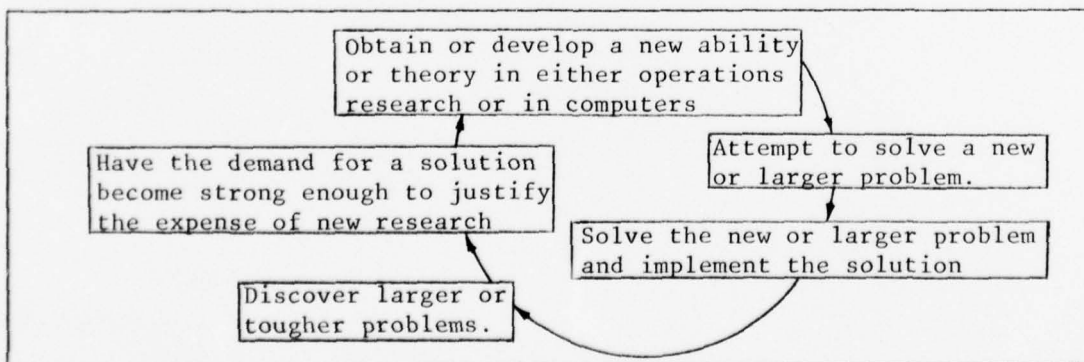 Obtain or develop a new ability
or theory in either operations
research or in computers
Attempt to solve a new
or larger problem.
Solve the new or larger problem
and implement the solution
Discover larger or
tougher problems.
Have the demand for a solution
become strong enough to justify
the expense of new research